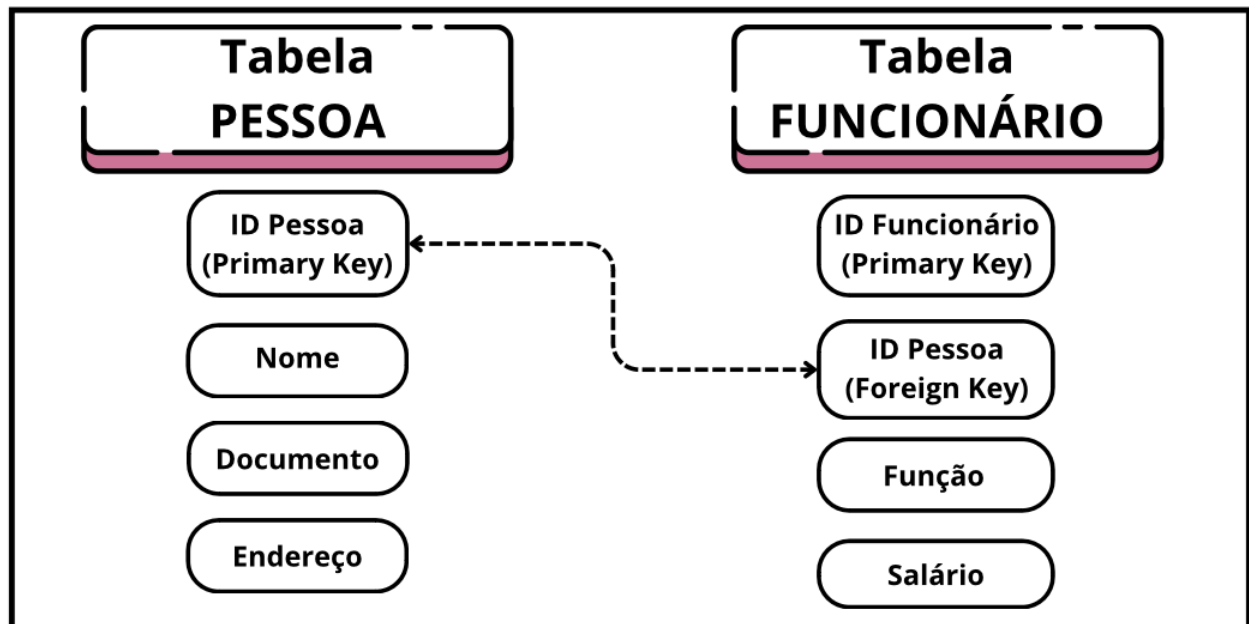 Tabela
PESSOA
ID Pessoa
(Primary Key)
Nome
Documento
Endereço
Tabela
FUNCIONÁRIO
ID Funcionário
(Primary Key)
ID Pessoa
(Foreign Key)
Função
Salário